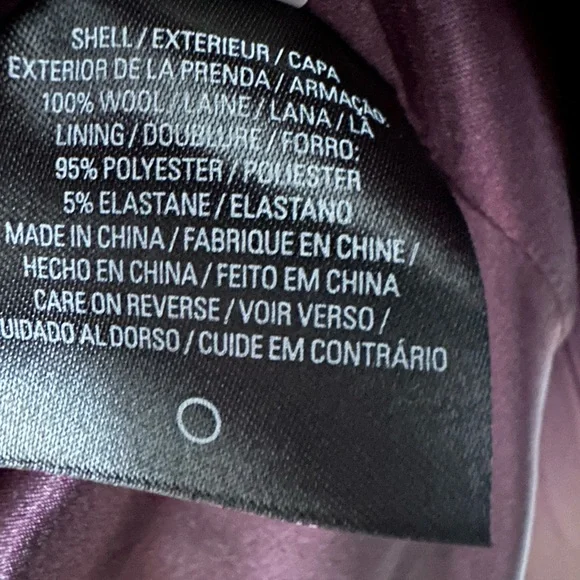 SHELL / EXTERIEUR / CAPA
EXTERIOR DE LA PRENDA / ARMAÇÃO:
100% WOOL / LAINE / LANA / LÃ
LINING / DOUBLURE / FORRO:
95% POLYESTER / POLIESTER
5% ELASTANE / ELASTANO
MADE IN CHINA / FABRIQUE EN CHINE /
HECHO EN CHINA / FEITO EM CHINA
CARE ON REVERSE / VOIR VERSO /
UIDADO AL DORSO / CUIDE EM CONTRÁRIO